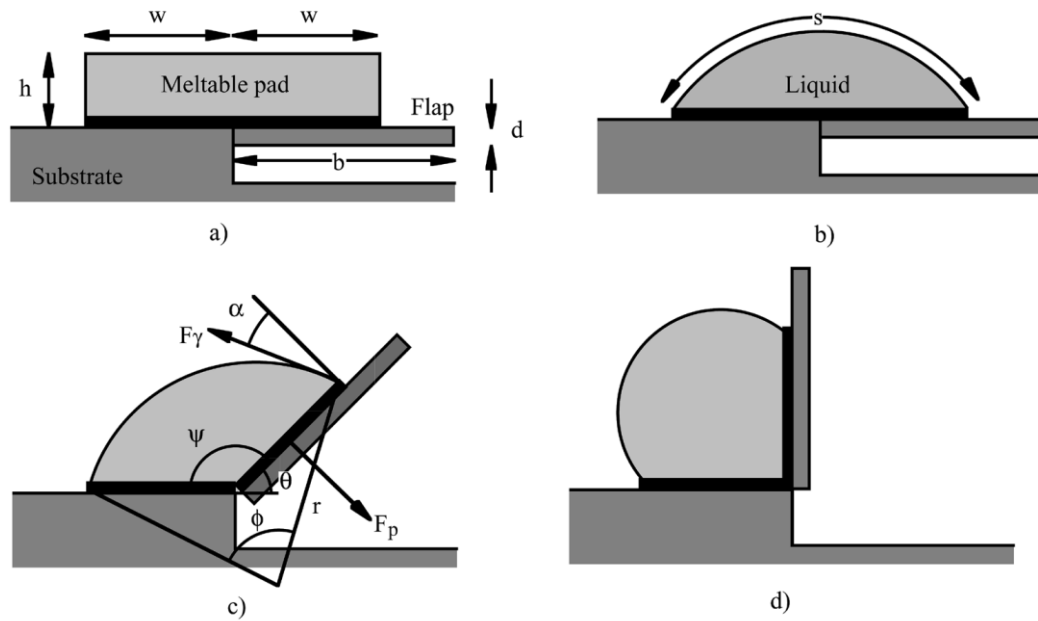 w w
s
h
Meltable pad
Liquid
Flap
d
b
Substrate
a)
b)
α
Fγ
ψ
θ
r
ϕ
Fp
c)
d)